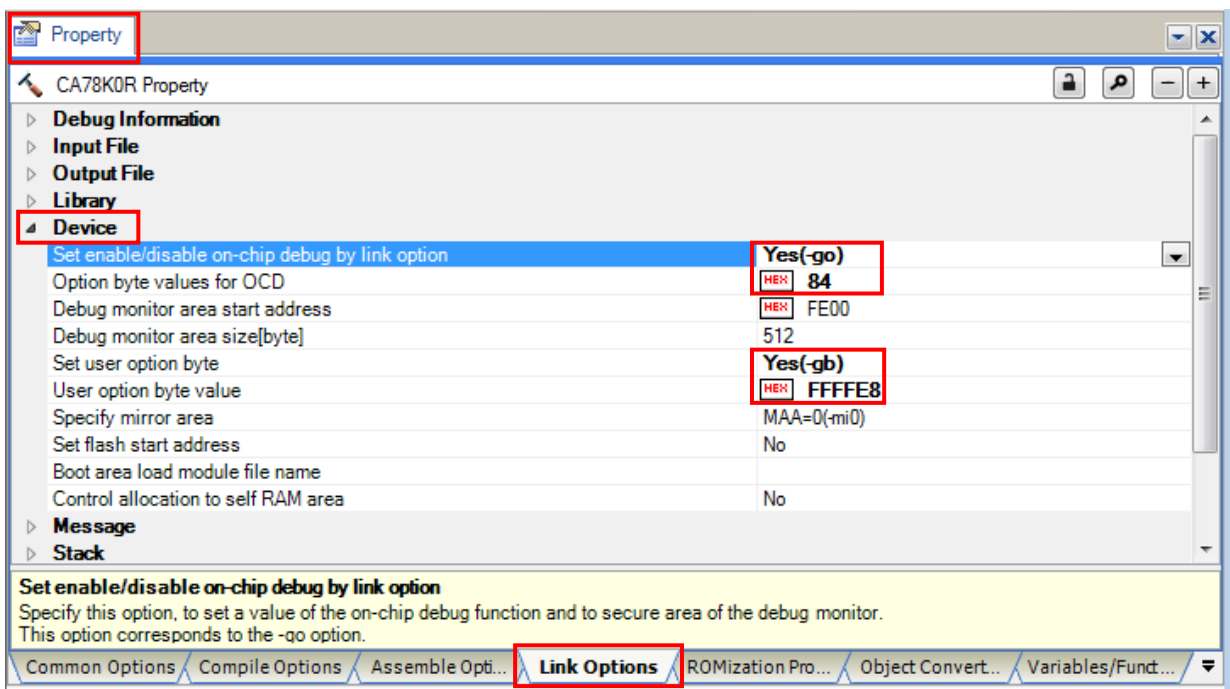 Property
CA78K0R Property
Debug Information
Input File
Output File
Library
Device
Set enable/disable on-chip debug by link option Yes(-go)
Option byte values for OCD HEX 84
Debug monitor area start address HEX FE00
Debug monitor area size[byte] 512
Set user option byte Yes(-gb)
User option byte value HEX FFFFE8
Specify mirror area MAA=0(-mi0)
Set flash start address No
Boot area load module file name
Control allocation to self RAM area No
Message
Stack
Set enable/disable on-chip debug by link option
Specify this option, to set a value of the on-chip debug function and to secure area of the debug monitor.
This option corresponds to the -go option.
Common Options Compile Options Assemble Opti... Link Options ROMization Pro... Object Convert... Variables/Funct...